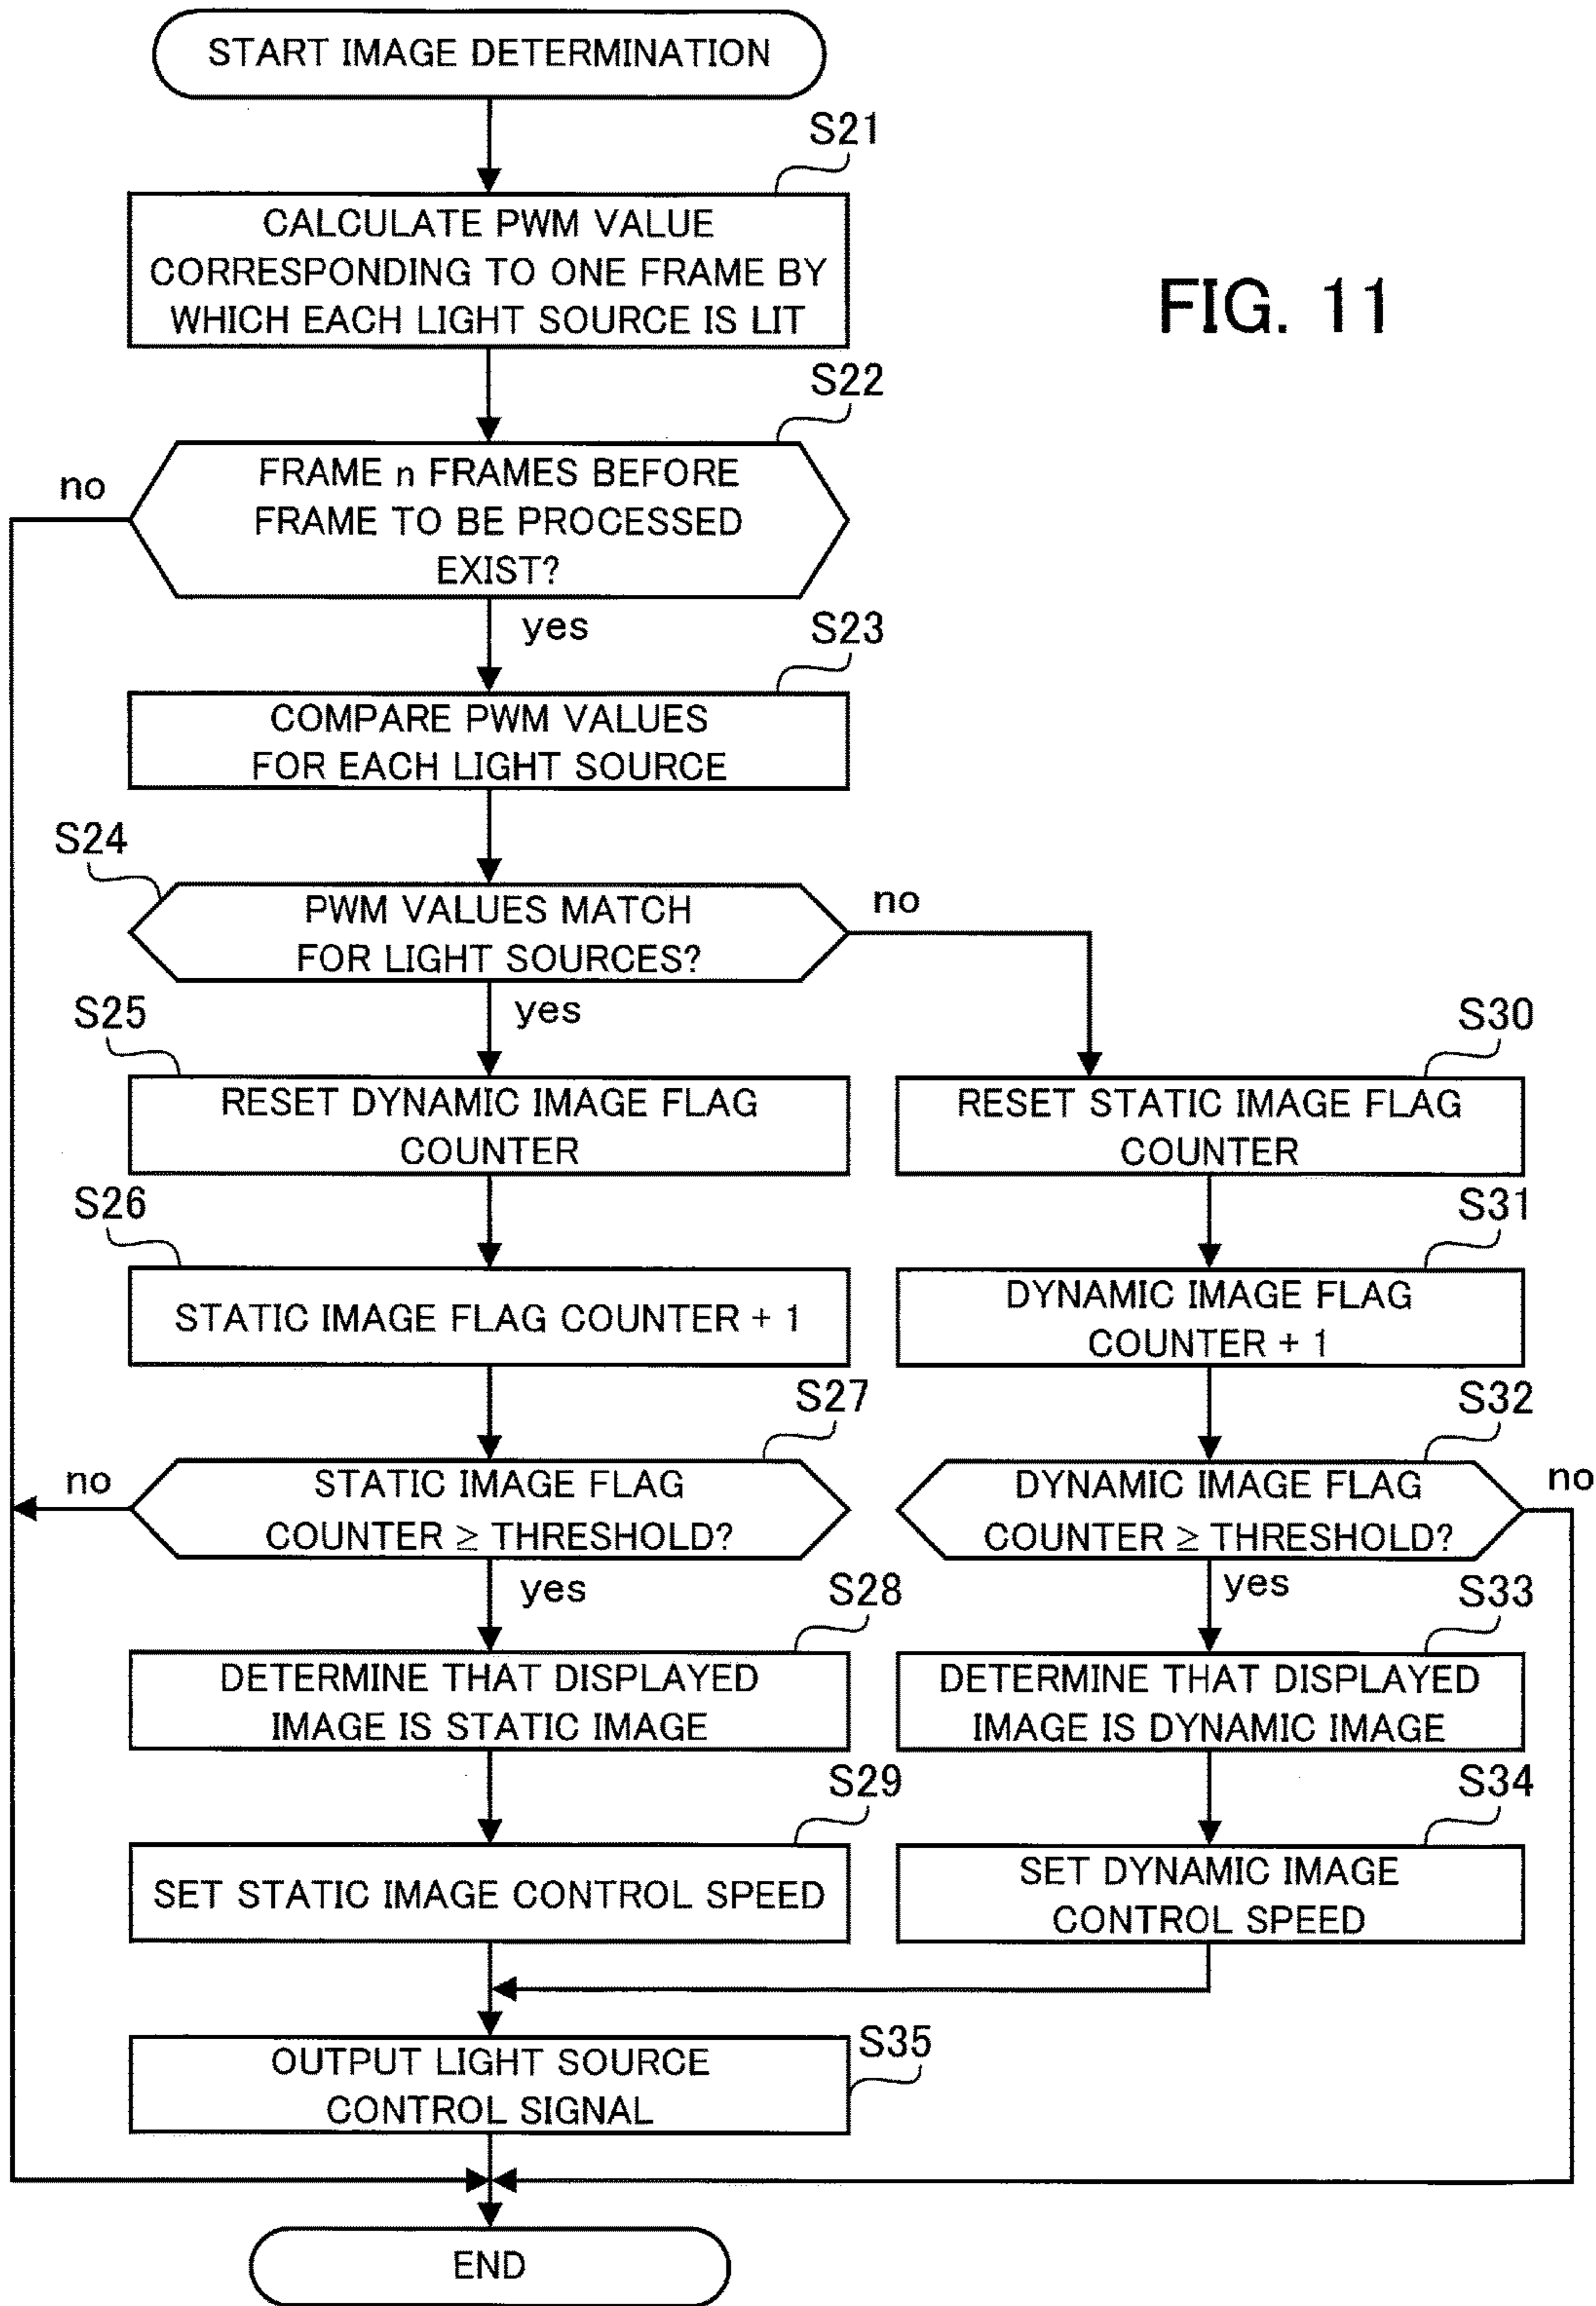 START IMAGE DETERMINATION
S21
CALCULATE PWM VALUE
CORRESPONDING TO ONE FRAME BY
WHICH EACH LIGHT SOURCE IS LIT
FIG. 11
S22
FRAME n FRAMES BEFORE
FRAME TO BE PROCESSED
EXIST?
no
yes
S23
COMPARE PWM VALUES
FOR EACH LIGHT SOURCE
S24
PWM VALUES MATCH
FOR LIGHT SOURCES?
no
yes
S25
RESET DYNAMIC IMAGE FLAG
COUNTER
S30
RESET STATIC IMAGE FLAG
COUNTER
S26
STATIC IMAGE FLAG COUNTER + 1
S31
DYNAMIC IMAGE FLAG
COUNTER + 1
S27
STATIC IMAGE FLAG
COUNTER ≥ THRESHOLD?
no
yes
S32
DYNAMIC IMAGE FLAG
COUNTER ≥ THRESHOLD?
no
yes
S28
DETERMINE THAT DISPLAYED
IMAGE IS STATIC IMAGE
S33
DETERMINE THAT DISPLAYED
IMAGE IS DYNAMIC IMAGE
S29
SET STATIC IMAGE CONTROL SPEED
S34
SET DYNAMIC IMAGE
CONTROL SPEED
S35
OUTPUT LIGHT SOURCE
CONTROL SIGNAL
END